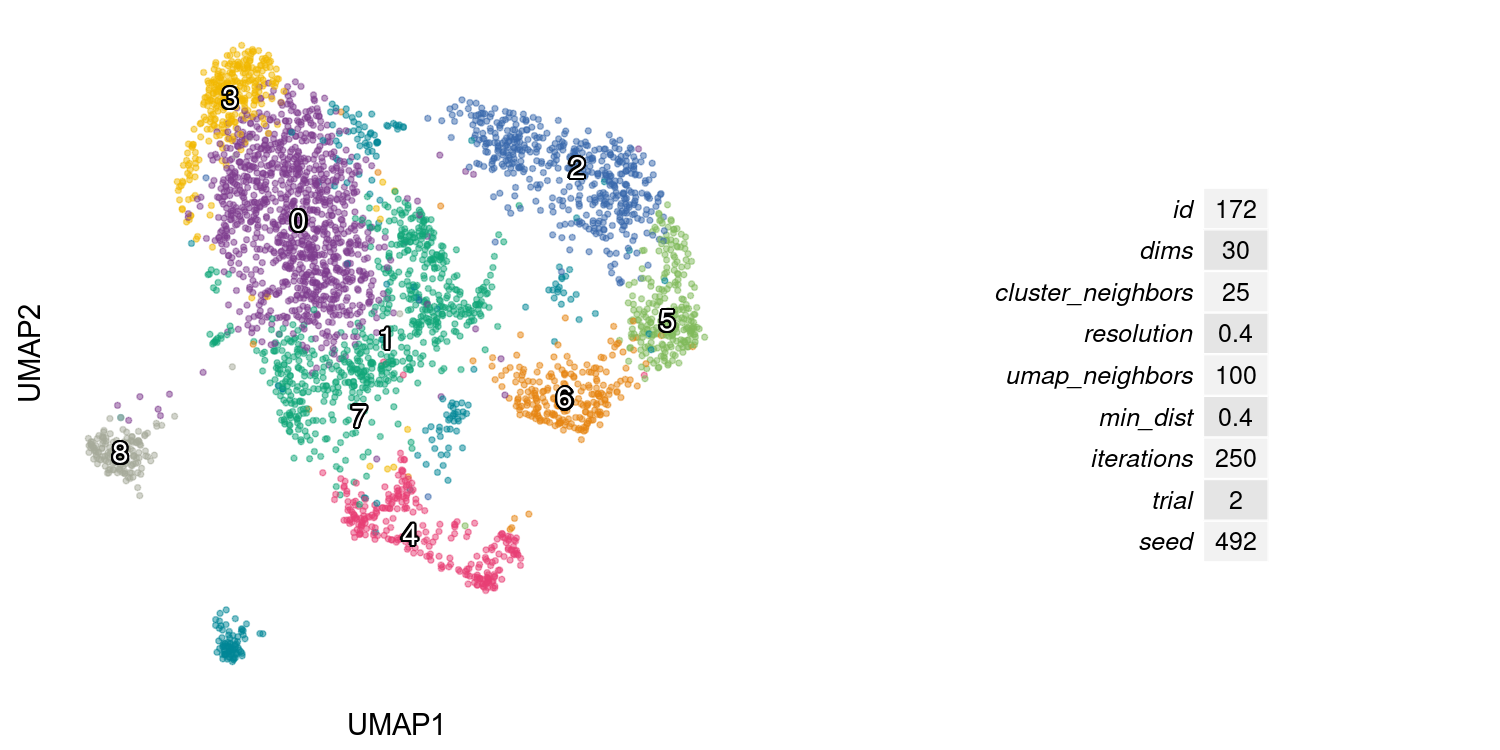 3
2
0
5
1
6
7
8
4
UMAP2
UMAP1
id 172
dims 30
cluster_neighbors 25
resolution 0.4
umap_neighbors 100
min_dist 0.4
iterations 250
trial 2
seed 492